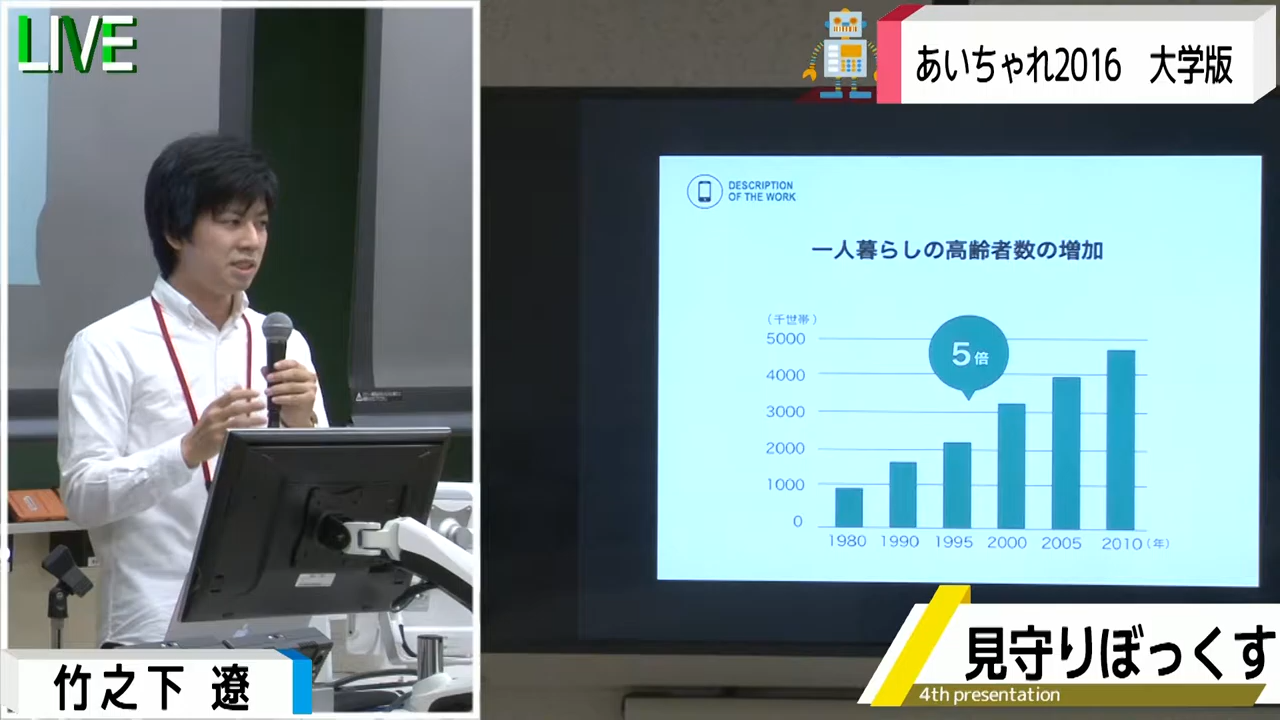 LIVE
あいちゃれ2016 大学版
DESCRIPTION
OF THE WORK
一人暮らしの高齢者数の増加
(千世帯)
5000
4000
3000
2000
1000
0
5倍
1980 1990 1995 2000 2005 2010(年)
竹之下 遼
見守りぼっくす
4th presentation